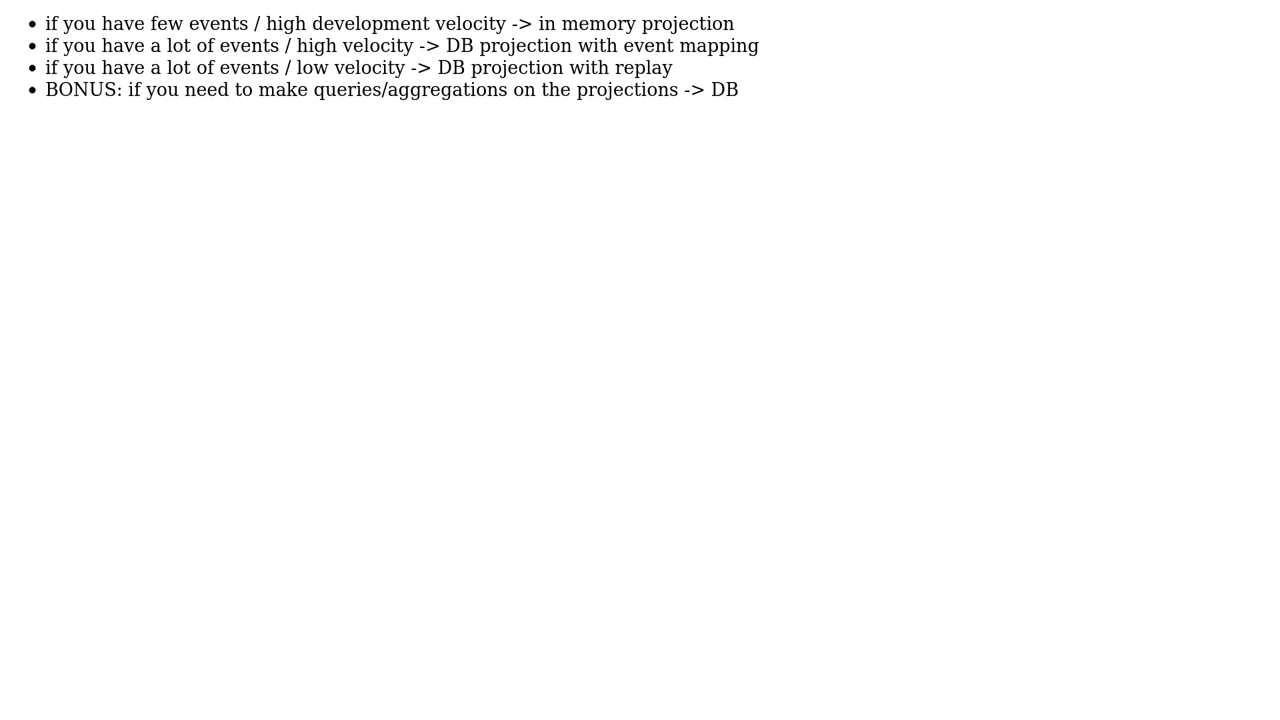 • if you have few events / high development velocity -> in memory projection
• if you have a lot of events / high velocity -> DB projection with event mapping
• if you have a lot of events / low velocity -> DB projection with replay
• BONUS: if you need to make queries/aggregations on the projections -> DB